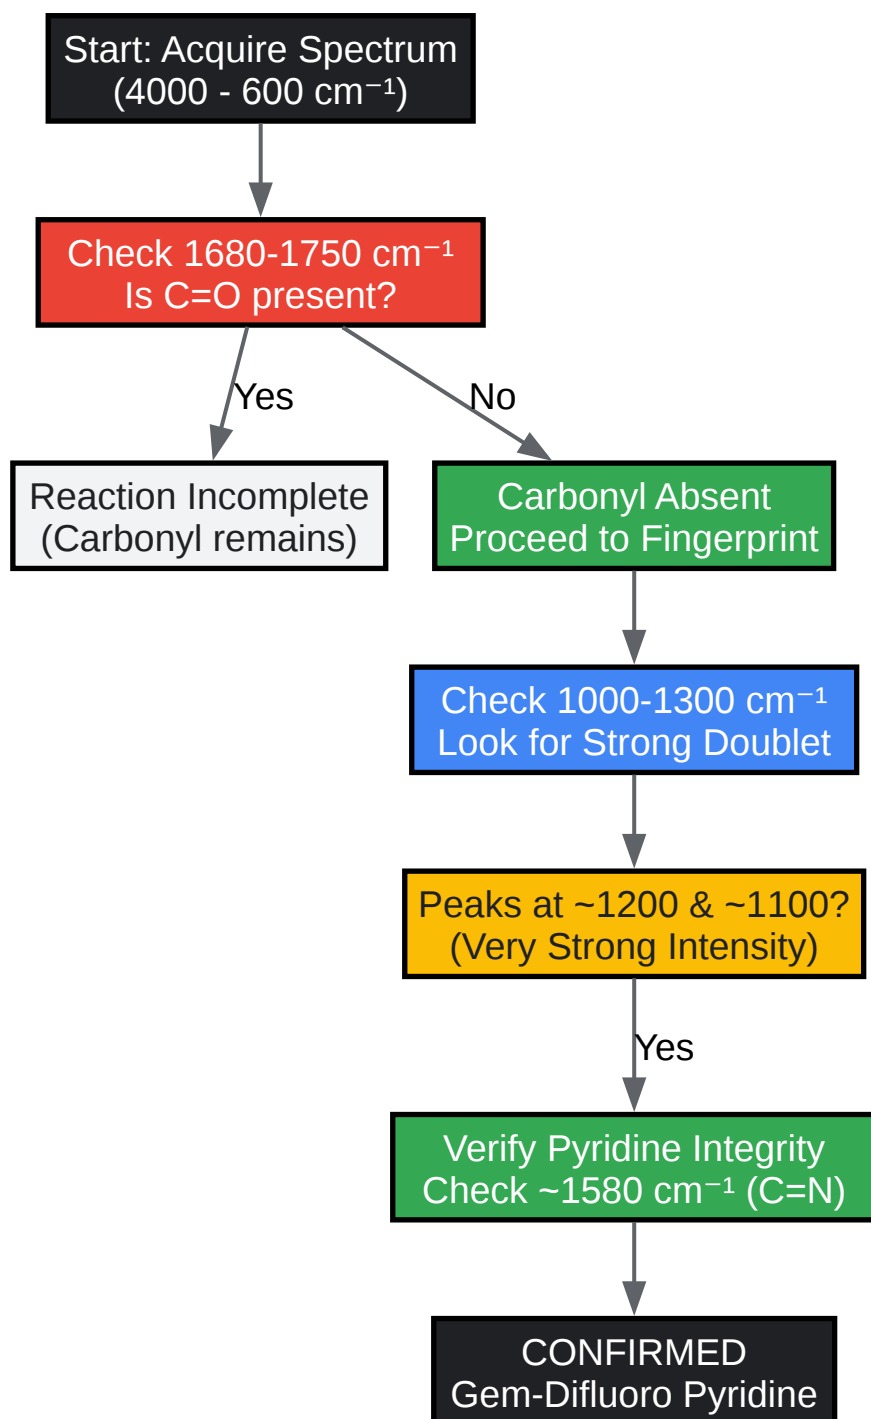 Start: Acquire Spectrum
(4000 - 600 cm⁻¹)
Check 1680-1750 cm⁻¹
Is C=O present?
Yes
No
Reaction Incomplete
(Carbonyl remains)
Carbonyl Absent
Proceed to Fingerprint
Check 1000-1300 cm⁻¹
Look for Strong Doublet
Peaks at ~1200 & ~1100?
(Very Strong Intensity)
Yes
Verify Pyridine Integrity
Check ~1580 cm⁻¹ (C=N)
CONFIRMED
Gem-Difluoro Pyridine